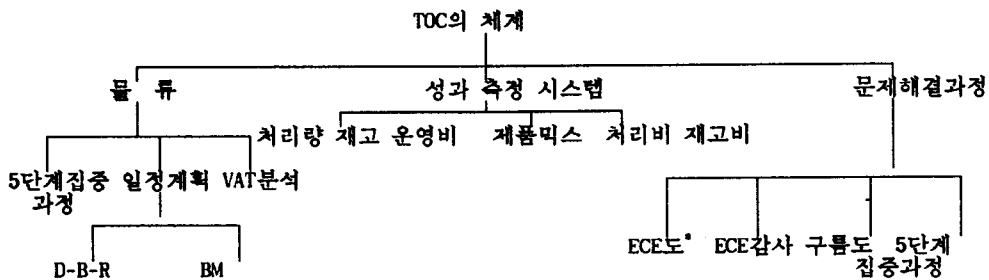 TOC의 체계
물 류 성과 측정 시스템 문제해결과정
처리량 재고 운영비 제품믹스 처리비 재고비
5단계집중 일정계획 VAT분석
과정
ECE도* ECE감사 구름도 5단계
집중과정
D-B-R BM